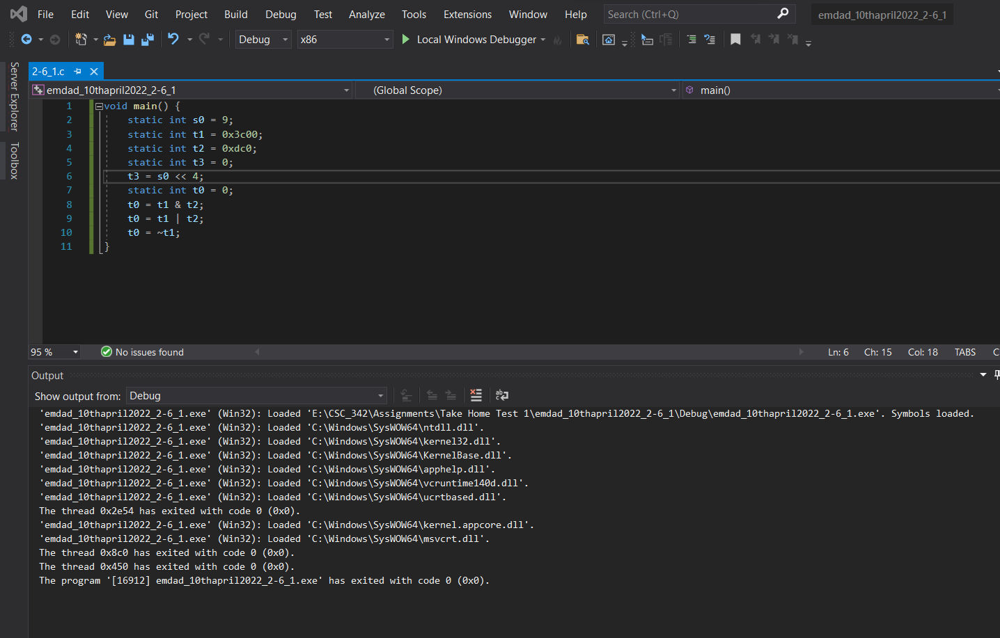 File Edit View Git Project Build Debug Test Analyze Tools Extensions Window Help Search (Ctrl+Q) emdad_10thapril2022_2-6_1
Debug x86 Local Windows Debugger
Server Explorer
Toolbox
2-6_1.c
emdad_10thapril2022_2-6_1 (Global Scope) main()
1 void main() {
2 static int s0 = 9;
3 static int t1 = 0x3c00;
4 static int t2 = 0xdc0;
5 static int t3 = 0;
6 t3 = s0 << 4;
7 static int t0 = 0;
8 t0 = t1 & t2;
9 t0 = t1 | t2;
10 t0 = ~t1;
11 }
95 % No issues found Ln: 6 Ch: 15 Col: 18 TABS C
Output
Show output from: Debug
'emdad_10thapril2022_2-6_1.exe' (Win32): Loaded 'E:\CSC_342\Assignments\Take Home Test 1\emdad_10thapril2022_2-6_1\Debug\emdad_10thapril2022_2-6_1.exe'. Symbols loaded.
'emdad_10thapril2022_2-6_1.exe' (Win32): Loaded 'C:\Windows\SysWOW64\ntdll.dll'.
'emdad_10thapril2022_2-6_1.exe' (Win32): Loaded 'C:\Windows\SysWOW64\kernel32.dll'.
'emdad_10thapril2022_2-6_1.exe' (Win32): Loaded 'C:\Windows\SysWOW64\KernelBase.dll'.
'emdad_10thapril2022_2-6_1.exe' (Win32): Loaded 'C:\Windows\SysWOW64\apphelp.dll'.
'emdad_10thapril2022_2-6_1.exe' (Win32): Loaded 'C:\Windows\SysWOW64\vcruntime140d.dll'.
'emdad_10thapril2022_2-6_1.exe' (Win32): Loaded 'C:\Windows\SysWOW64\ucrtbased.dll'.
The thread 0x2e54 has exited with code 0 (0x0).
'emdad_10thapril2022_2-6_1.exe' (Win32): Loaded 'C:\Windows\SysWOW64\kernel.appcore.dll'.
'emdad_10thapril2022_2-6_1.exe' (Win32): Loaded 'C:\Windows\SysWOW64\msvcrt.dll'.
The thread 0x8c0 has exited with code 0 (0x0).
The thread 0x450 has exited with code 0 (0x0).
The program '[16912] emdad_10thapril2022_2-6_1.exe' has exited with code 0 (0x0).